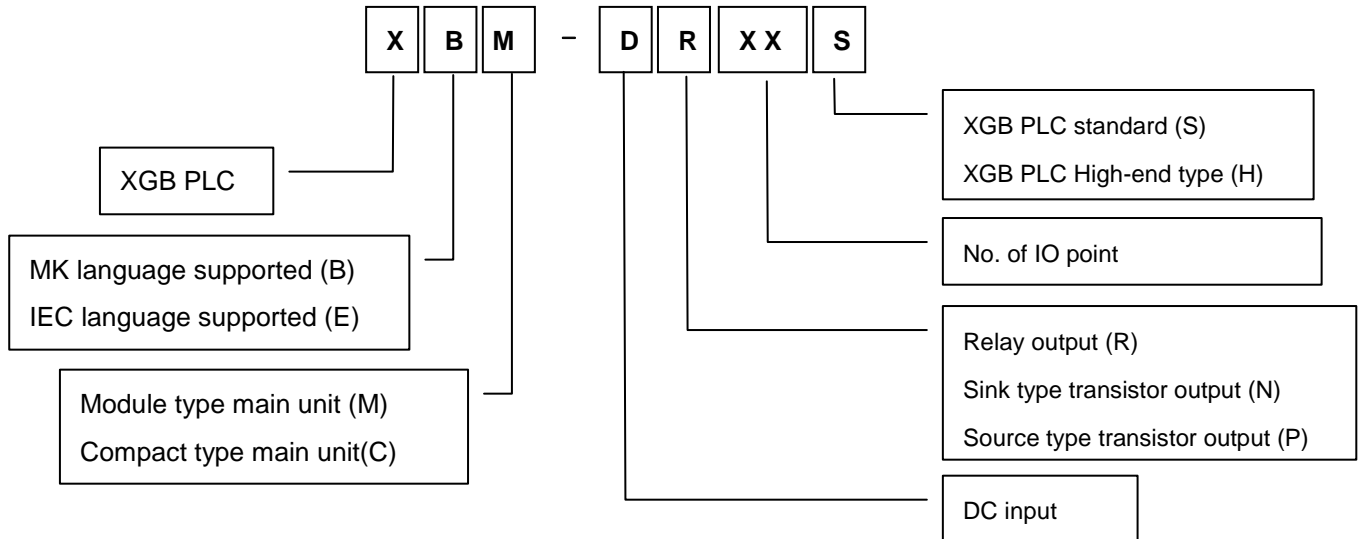 X B M - D R X X S
XGB PLC
MK language supported (B)
IEC language supported (E)
Module type main unit (M)
Compact type main unit(C)
XGB PLC standard (S)
XGB PLC High-end type (H)
No. of IO point
Relay output (R)
Sink type transistor output (N)
Source type transistor output (P)
DC input